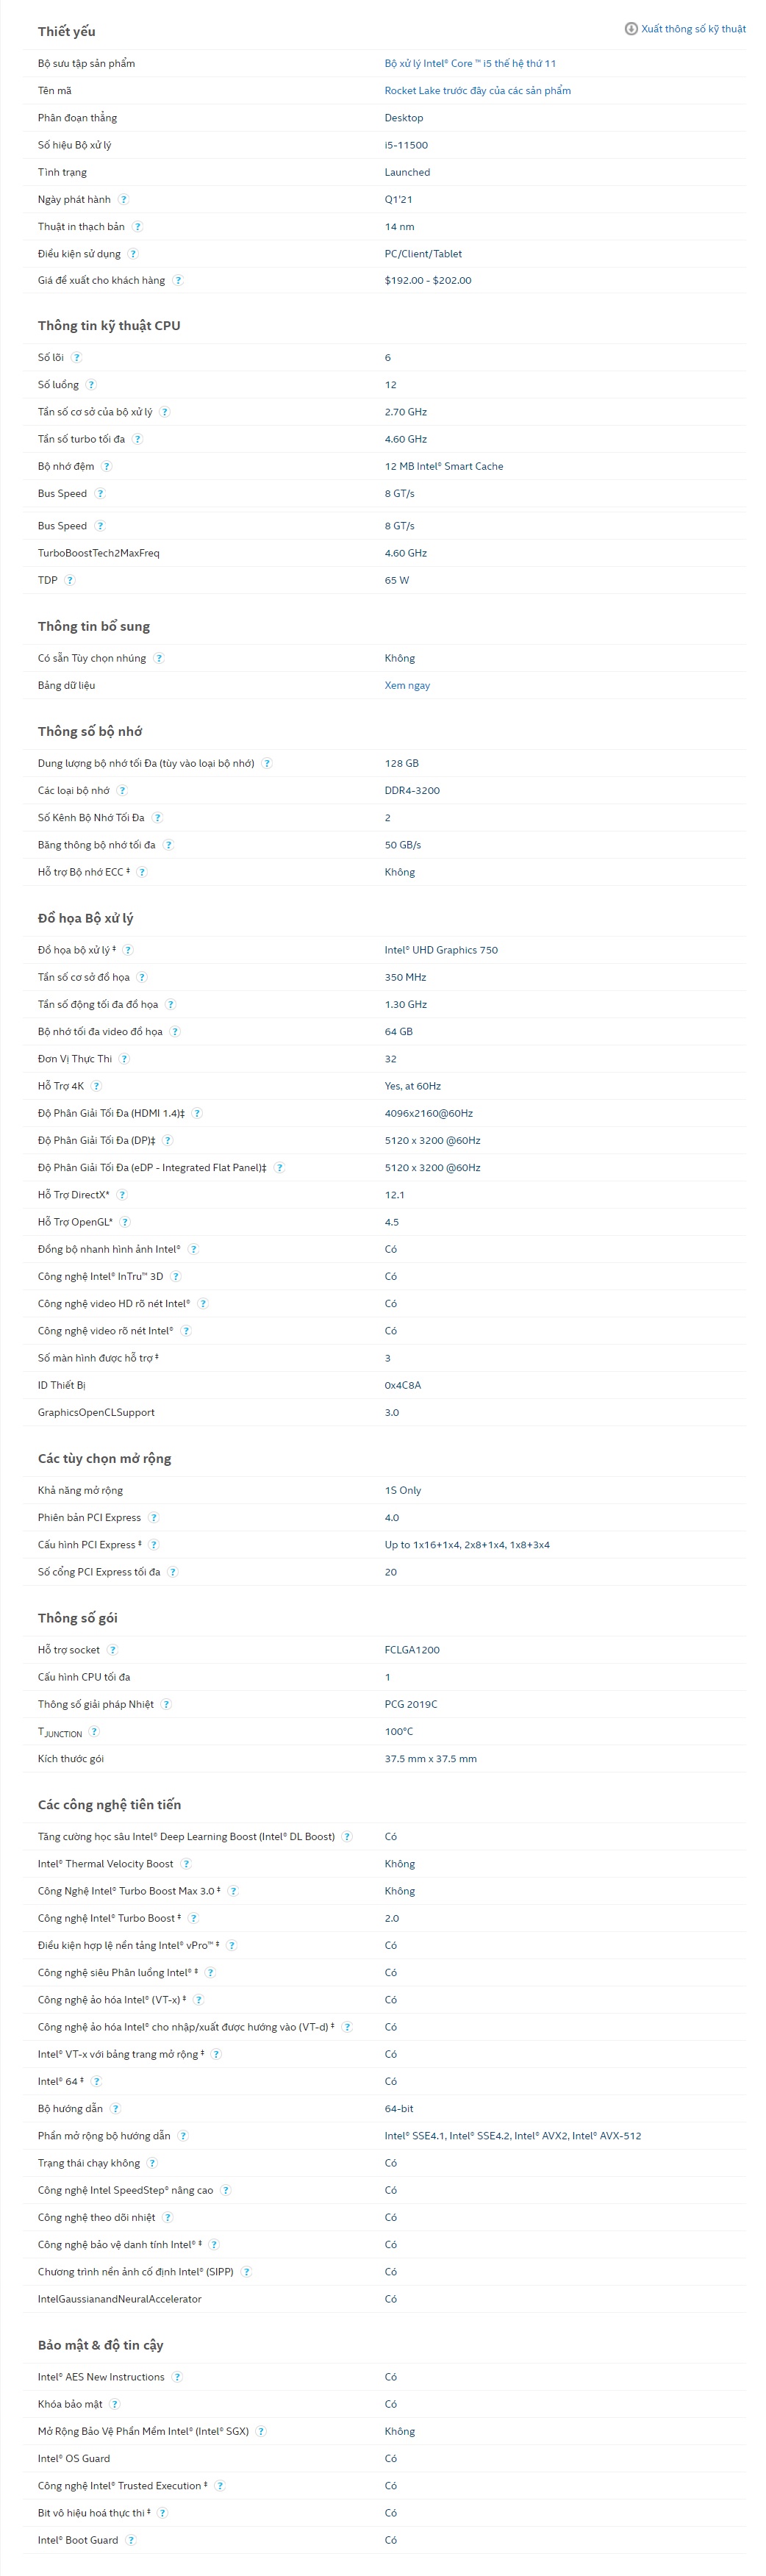 Thiết yếu
Xuất thông số kỹ thuật
Bộ sưu tập sản phẩm Bộ xử lý Intel® Core ™ i5 thế hệ thứ 11
Tên mã Rocket Lake trước đây của các sản phẩm
Phân đoạn thẳng Desktop
Số hiệu Bộ xử lý i5-11500
Tình trạng Launched
Ngày phát hành ? Q1'21
Thuật in thạch bản ? 14 nm
Điều kiện sử dụng ? PC/Client/Tablet
Giá đề xuất cho khách hàng ? $192.00 - $202.00
Thông tin kỹ thuật CPU
Số lõi ? 6
Số luồng ? 12
Tần số cơ sở của bộ xử lý ? 2.70 GHz
Tần số turbo tối đa ? 4.60 GHz
Bộ nhớ đệm ? 12 MB Intel® Smart Cache
Bus Speed ? 8 GT/s
Bus Speed ? 8 GT/s
TurboBoostTech2MaxFreq 4.60 GHz
TDP ? 65 W
Thông tin bổ sung
Có sẵn Tùy chọn nhúng ? Không
Bảng dữ liệu Xem ngay
Thông số bộ nhớ
Dung lượng bộ nhớ tối Đa (tùy vào loại bộ nhớ) ? 128 GB
Các loại bộ nhớ ? DDR4-3200
Số Kênh Bộ Nhớ Tối Đa ? 2
Băng thông bộ nhớ tối đa ? 50 GB/s
Hỗ trợ Bộ nhớ ECC ‡ ? Không
Đồ họa Bộ xử lý
Đồ họa bộ xử lý ‡ ? Intel® UHD Graphics 750
Tần số cơ sở đồ họa ? 350 MHz
Tần số động tối đa đồ họa ? 1.30 GHz
Bộ nhớ tối đa video đồ họa ? 64 GB
Đơn Vị Thực Thi ? 32
Hỗ Trợ 4K ? Yes, at 60Hz
Độ Phân Giải Tối Đa (HDMI 1.4)‡ ? 4096x2160@60Hz
Độ Phân Giải Tối Đa (DP)‡ ? 5120 x 3200 @60Hz
Độ Phân Giải Tối Đa (eDP - Integrated Flat Panel)‡ ? 5120 x 3200 @60Hz
Hỗ Trợ DirectX* ? 12.1
Hỗ Trợ OpenGL* ? 4.5
Đồng bộ nhanh hình ảnh Intel® ? Có
Công nghệ Intel® InTru™ 3D ? Có
Công nghệ video HD rõ nét Intel® ? Có
Công nghệ video rõ nét Intel® ? Có
Số màn hình được hỗ trợ ‡ 3
ID Thiết Bị 0x4C8A
GraphicsOpenCLSupport 3.0
Các tùy chọn mở rộng
Khả năng mở rộng 1S Only
Phiên bản PCI Express ? 4.0
Cấu hình PCI Express ‡ ? Up to 1x16+1x4, 2x8+1x4, 1x8+3x4
Số cổng PCI Express tối đa ? 20
Thông số gói
Hỗ trợ socket ? FCLGA1200
Cấu hình CPU tối đa 1
Thông số giải pháp Nhiệt ? PCG 2019C
TJUNCTION ? 100°C
Kích thước gói 37.5 mm x 37.5 mm
Các công nghệ tiên tiến
Tăng cường học sâu Intel® Deep Learning Boost (Intel® DL Boost) ? Có
Intel® Thermal Velocity Boost ? Không
Công Nghệ Intel® Turbo Boost Max 3.0 ‡ ? Không
Công nghệ Intel® Turbo Boost ‡ ? 2.0
Điều kiện hợp lệ nền tảng Intel® vPro™ ‡ ? Có
Công nghệ siêu Phân luồng Intel® ‡ ? Có
Công nghệ ảo hóa Intel® (VT-x) ‡ ? Có
Công nghệ ảo hóa Intel® cho nhập/xuất được hướng vào (VT-d) ‡ ? Có
Intel® VT-x với bảng trang mở rộng ‡ ? Có
Intel® 64 ‡ ? Có
Bộ hướng dẫn ? 64-bit
Phần mở rộng bộ hướng dẫn ? Intel® SSE4.1, Intel® SSE4.2, Intel® AVX2, Intel® AVX-512
Trạng thái chạy không ? Có
Công nghệ Intel SpeedStep® nâng cao ? Có
Công nghệ theo dõi nhiệt ? Có
Công nghệ bảo vệ danh tính Intel® ‡ ? Có
Chương trình nền ảnh cố định Intel® (SIPP) ? Có
IntelGaussianandNeuralAccelerator Có
Bảo mật & độ tin cậy
Intel® AES New Instructions ? Có
Khóa bảo mật ? Có
Mở Rộng Bảo Vệ Phần Mềm Intel® (Intel® SGX) ? Không
Intel® OS Guard Có
Công nghệ Intel® Trusted Execution ‡ ? Có
Bit vô hiệu hoá thực thi ‡ ? Có
Intel® Boot Guard ? Có